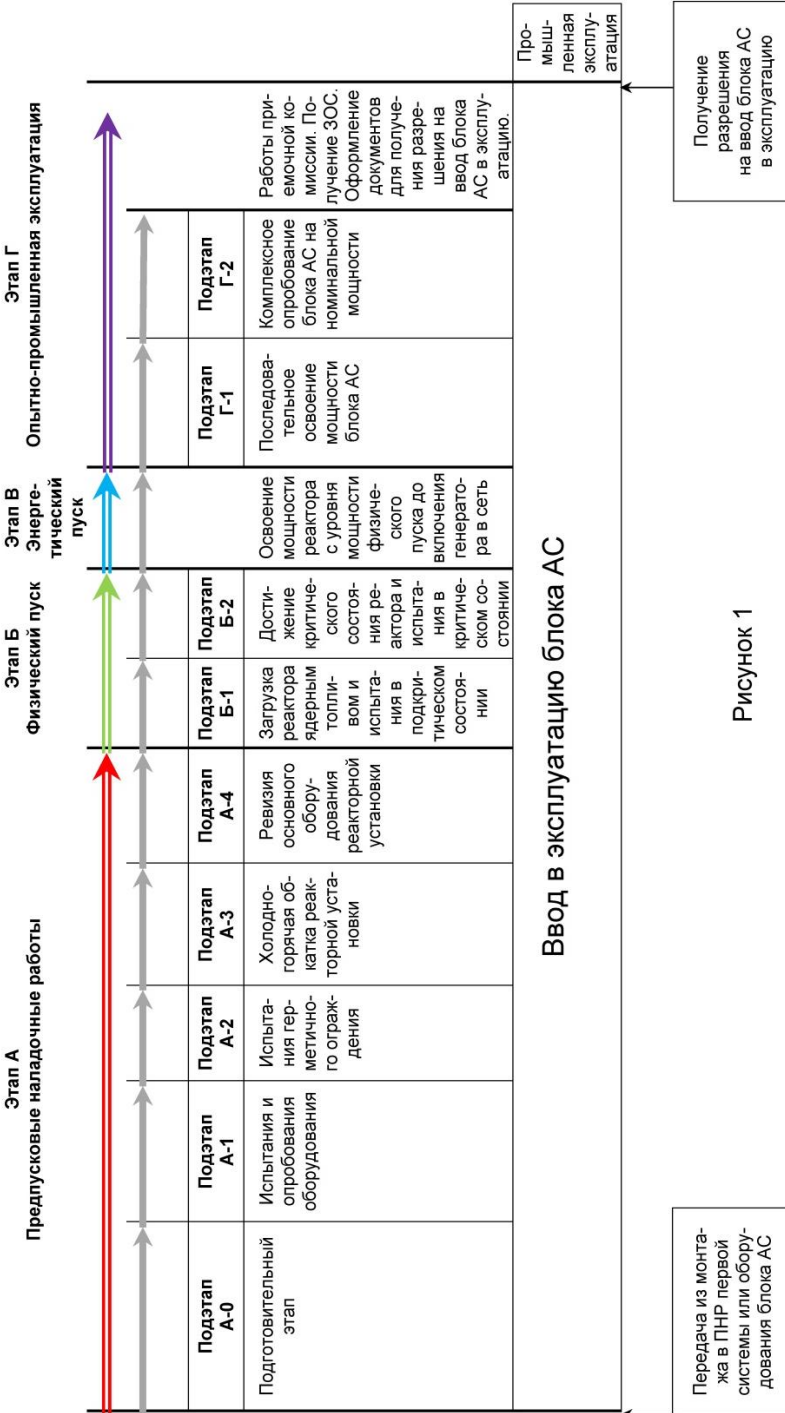 Этап А
Предпусковые наладочные работы
Этап Б
Физический пуск
Этап В
Энерге-
тический
пуск
Этап Г
Опытно-промышленная эксплуатация
Подэтап
А-0
Подготовительный
этап
Подэтап
А-1
Испытания и
опробования
оборудования
Подэтап
А-2
Испыта-
ния гер-
метично-
го ограж-
дения
Подэтап
А-3
Холодно-
горячая об-
катка реак-
торной уста-
новки
Подэтап
А-4
Ревизия
основного
обору-
дования
реакторной
установки
Подэтап
Б-1
Загрузка
реактора
ядерным
топли-
вом и
испыта-
ния в
подкри-
тическом
состоя-
нии
Подэтап
Б-2
Дости-
жение
критиче-
ского
состоя-
ния ре-
актора и
испыта-
ния в
критиче-
ском со-
стоянии
Освоение
мощности
реактора
с уровня
мощности
физиче-
ского
пуска до
включения
генерато-
ра в сеть
Подэтап
Г-1
Последова-
тельное
освоение
мощности
блока АС
Подэтап
Г-2
Комплексное
опробование
блока АС на
номинальной
мощности
Работы при-
емочной ко-
миссии. По-
лучение ЗОС.
Оформление
документов
для получе-
ния разре-
шения на
ввод блока
АС в эксплу-
атацию.
Ввод в эксплуатацию блока АС
Про-
мыш-
ленная
эксплу-
атация
Передача из монта-
жа в ПНР первой
системы или обору-
дования блока АС
Получение
разрешения
на ввод блока АС
в эксплуатацию
Рисунок 1